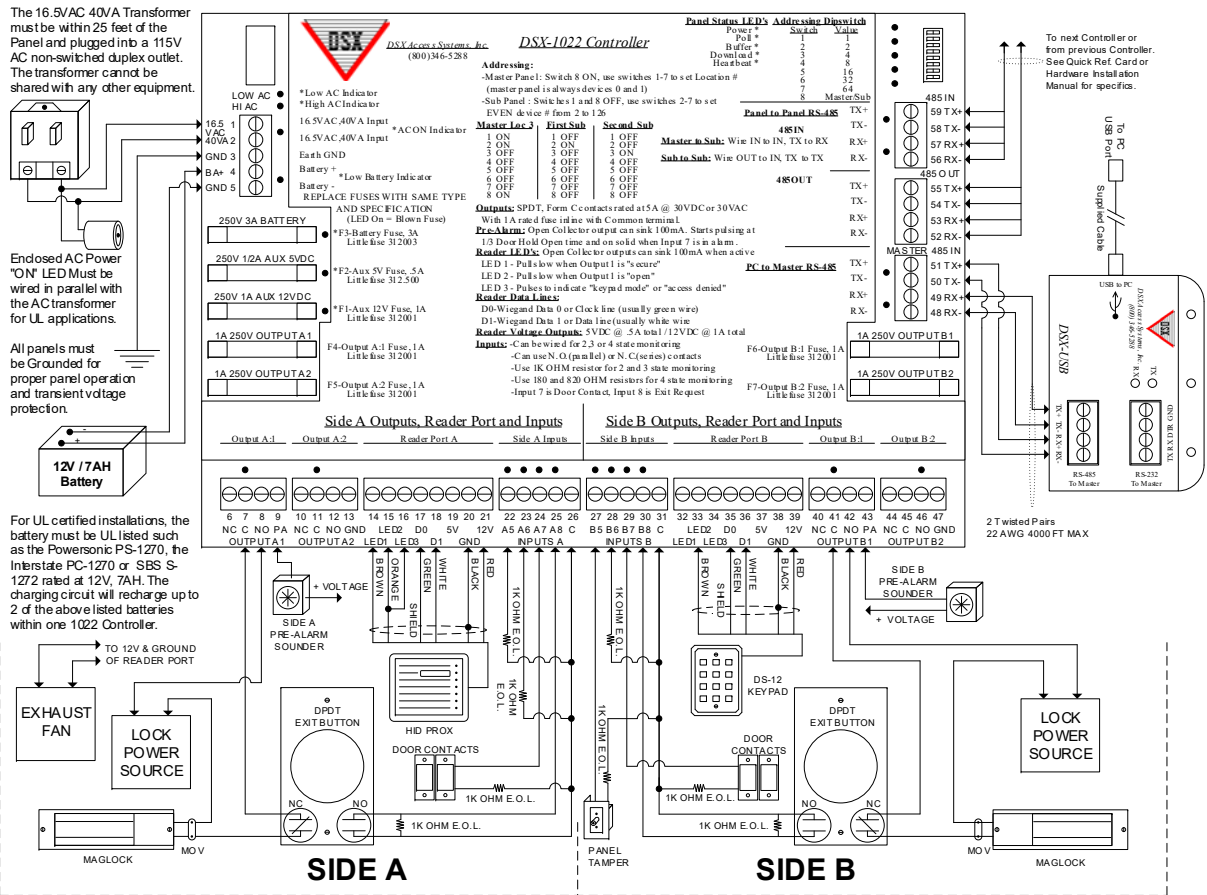 The 16.5VAC 40VA Transformer
must be within 25 feet of the
Panel and plugged into a 115V
AC non-switched duplex outlet.
The transformer cannot be
shared with any other equipment.
Enclosed AC Power
"ON" LED Must be
wired in parallel with
the AC transformer
for UL applications.
All panels must
be Grounded for
proper panel operation
and transient voltage
protection.
- 
+
12V / 7AH
Battery
For UL certified installations, the
battery must be UL listed such
as the Powersonic PS-1270, the
Interstate PC-1270 or SBS S-
1272 rated at 12V, 7AH. The
charging circuit will recharge up to
2 of the above listed batteries
within one 1022 Controller.
DSX
DSX Access Systems, Inc.
(800)346-5288
DSX-1022 Controller
LOW AC
HI AC
16.5 1
VAC
40VA 2
GND 3
BA+ 4
GND 5
*Low AC Indicator
*High AC Indicator
16.5VAC,40VA Input
*AC ON Indicator
16.5VAC,40VA Input
Earth GND
Battery +
*Low Battery Indicator
Battery -
REPLACE FUSES WITH SAME TYPE
AND SPECIFICATION
(LED On = Blown Fuse)
250V 3A BATTERY
*F3-Battery Fuse, 3A
Littlefuse 312003
250V 1/2A AUX 5VDC
*F2-Aux 5V Fuse, .5A
Littlefuse 312.500
250V 1A AUX 12VDC
*F1-Aux 12V Fuse, 1A
Littlefuse 312001
1A 250V OUTPUT A1
F4-Output A:1 Fuse, 1A
Littlefuse 312001
1A 250V OUTPUT A2
F5-Output A:2 Fuse, 1A
Littlefuse 312001
Addressing:
-Master Panel: Switch 8 ON, use switches 1-7 to set Location #
(master panel is always devices 0 and 1)
-Sub Panel: Switches 1 and 8 OFF, use switches 2-7 to set
EVEN device # from 2 to 126
Master Loc 3 First Sub Second Sub
1 ON 1 OFF 1 OFF
2 ON 2 ON 2 OFF
3 OFF 3 OFF 3 ON
4 OFF 4 OFF 4 OFF
5 OFF 5 OFF 5 OFF
6 OFF 6 OFF 6 OFF
7 OFF 7 OFF 7 OFF
8 ON 8 OFF 8 OFF
Outputs: SPDT, Form C contacts rated at 5A @ 30VDC or 30VAC
With 1A rated fuse inline with Common terminal.
Pre-Alarm: Open Collector output can sink 100mA. Starts pulsing at
1/3 Door Hold Open time and on solid when Input 7 is in alarm.
Reader LED's: Open Collector outputs can sink 100mA when active
LED 1 - Pulls low when Output 1 is "secure"
LED 2 - Pulls low when Output 1 is "open"
LED 3 - Pulses to indicate "keypad mode" or "access denied"
Reader Data Lines:
D0-Wiegand Data 0 or Clock line (usually green wire)
D1-Wiegand Data 1 or Data line (usually white wire
Reader Voltage Outputs: 5VDC @ .5A total / 12VDC @ 1A total
Inputs: -Can be wired for 2,3 or 4 state monitoring
-Can use N.O.(parallel) or N.C.(series) contacts
-Use 1K OHM resistor for 2 and 3 state monitoring
-Use 180 and 820 OHM resistors for 4 state monitoring
-Input 7 is Door Contact, Input 8 is Exit Request
Panel Status LED's
Power *
Poll *
Buffer *
Download *
Heartbeat *
Addressing Dipswitch
Switch Value
1 1
2 2
3 4
4 8
5 16
6 32
7 64
8 Master/Sub
Panel to Panel RS-485
485IN
Master to Sub: Wire IN to IN, TX to RX
Sub to Sub: Wire OUT to IN, TX to TX
485OUT
PC to Master RS-485
TX+
TX-
RX+
RX-
TX+
TX-
RX+
RX-
TX+
TX-
RX+
RX-
485 IN
59 TX+
58 TX-
57 RX+
56 RX-
485 OUT
55 TX+
54 TX-
53 RX+
52 RX-
MASTER 485 IN
51 TX+
50 TX-
49 RX+
48 RX-
F6-Output B:1 Fuse, 1A
Littlefuse 312001
1A 250V OUTPUT B1
F7-Output B:2 Fuse, 1A
Littlefuse 312001
1A 250V OUTPUT B2
To next Controller or
from previous Controller.
See Quick Ref. Card or
Hardware Installation
Manual for specifics.
To PC
USB Port
Supplied Cable
USB to PC
DSX
DSX Access Systems, Inc.
(800) 346-5288
DSX-USB
RX TX
TX+ TX- RX+ RX-
RS-485
To Master
TX RX DTR GND
RS-232
To Master
2 Twisted Pairs
22 AWG 4000 FT MAX
Side A Outputs, Reader Port and Inputs
Side B Outputs, Reader Port and Inputs
Output A:1 Output A:2 Reader Port A Side A Inputs Side B Inputs Reader Port B Output B:1 Output B:2
6 7 8 9 10 11 12 13 14 15 16 17 18 19 20 21 22 23 24 25 26 27 28 29 30 31 32 33 34 35 36 37 38 39 40 41 42 43 44 45 46 47
NC C NO PA NC C NO GND LED2 D0 5V 12V A5 A6 A7 A8 C B5 B6 B7 B8 C LED2 D0 5V 12V NC C NO PA NC C NO GND
OUTPUT A1 OUTPUT A2 LED1 LED3 D1 GND INPUTS A INPUTS B LED1 LED3 D1 GND OUTPUT B1 OUTPUT B2
+ VOLTAGE
SIDE A
PRE-ALARM
SOUNDER
BROWN
ORANGE
SHIELD
GREEN
WHITE
BLACK
RED
1K OHM E.O.L.
1K OHM
E.O.L.
1K OHM E.O.L.
1K OHM E.O.L.
BROWN
SHIELD
GREEN
WHITE
BLACK
RED
SIDE B
PRE-ALARM
SOUNDER
+ VOLTAGE
TO 12V & GROUND
OF READER PORT
EXHAUST
FAN
LOCK
POWER
SOURCE
DPDT
EXIT BUTTON
NC NO
HID PROX
DOOR CONTACTS
1K OHM E.O.L.
1K OHM E.O.L.
MAGLOCK
MOV
SIDE A
PANEL
TAMPER
DS-12
KEYPAD
DOOR
CONTACTS
1K OHM E.O.L.
1K OHM E.O.L.
DPDT
EXIT BUTTON
NO NC
LOCK
POWER
SOURCE
MOV
MAGLOCK
SIDE B